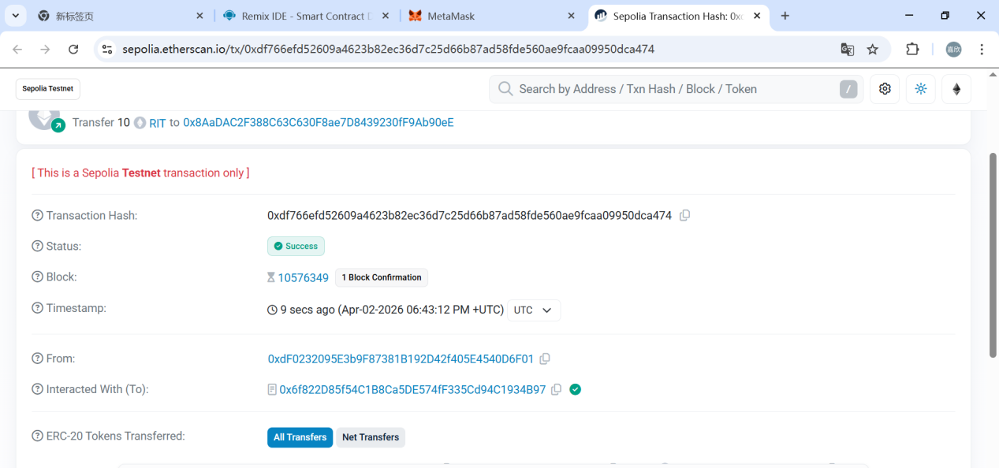 新标签页
Remix IDE - Smart Contract D
MetaMask
Sepolia Transaction Hash: 0xd
sepolia.etherscan.io/tx/0xdf766efd52609a4623b82ec36d7c25d66b87ad58fde560ae9fcaa09950dca474
嘉欣
Sepolia Testnet
Search by Address / Txn Hash / Block / Token
/
Transfer 10 RIT to 0x8AaDAC2F388C63C630F8ae7D8439230fF9Ab90eE
[ This is a Sepolia Testnet transaction only ]
Transaction Hash: 0xdf766efd52609a4623b82ec36d7c25d66b87ad58fde560ae9fcaa09950dca474
Status: Success
Block: 10576349 1 Block Confirmation
Timestamp: 9 secs ago (Apr-02-2026 06:43:12 PM +UTC) UTC
From: 0xdF0232095E3b9F87381B192D42f405E4540D6F01
Interacted With (To): 0x6f822D85f54C1B8Ca5DE574fF335Cd94C1934B97
ERC-20 Tokens Transferred: All Transfers Net Transfers